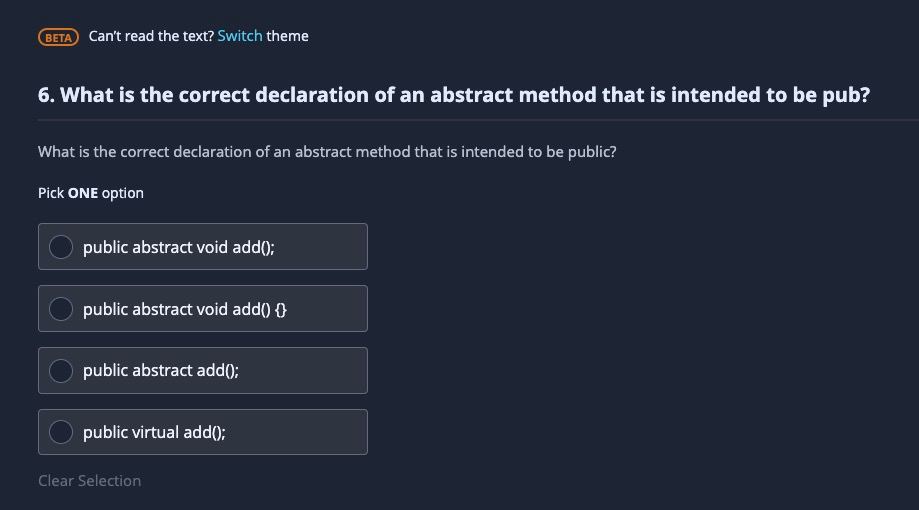 BETA Can't read the text? Switch theme
6. What is the correct declaration of an abstract method that is intended to be pub?
What is the correct declaration of an abstract method that is intended to be public?
Pick ONE option
public abstract void add();
public abstract void add() {}
public abstract add();
public virtual add();
Clear Selection